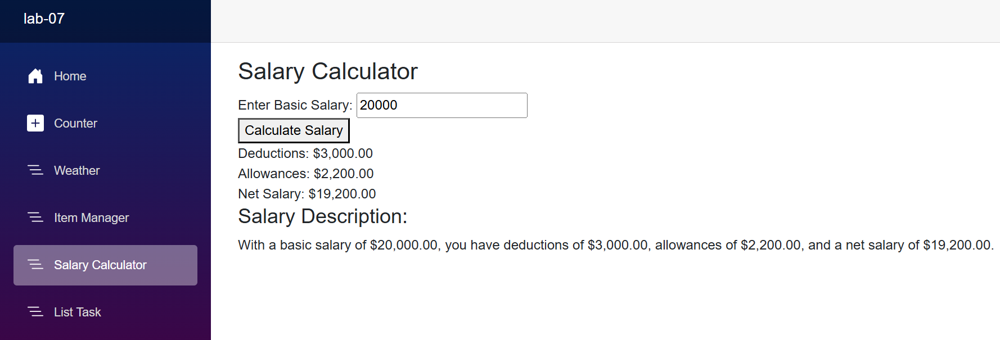 lab-07
Home
Counter
Weather
Item Manager
Salary Calculator
List Task
Salary Calculator
Enter Basic Salary: 20000
Calculate Salary
Deductions: $3,000.00
Allowances: $2,200.00
Net Salary: $19,200.00
Salary Description:
With a basic salary of $20,000.00, you have deductions of $3,000.00, allowances of $2,200.00, and a net salary of $19,200.00.